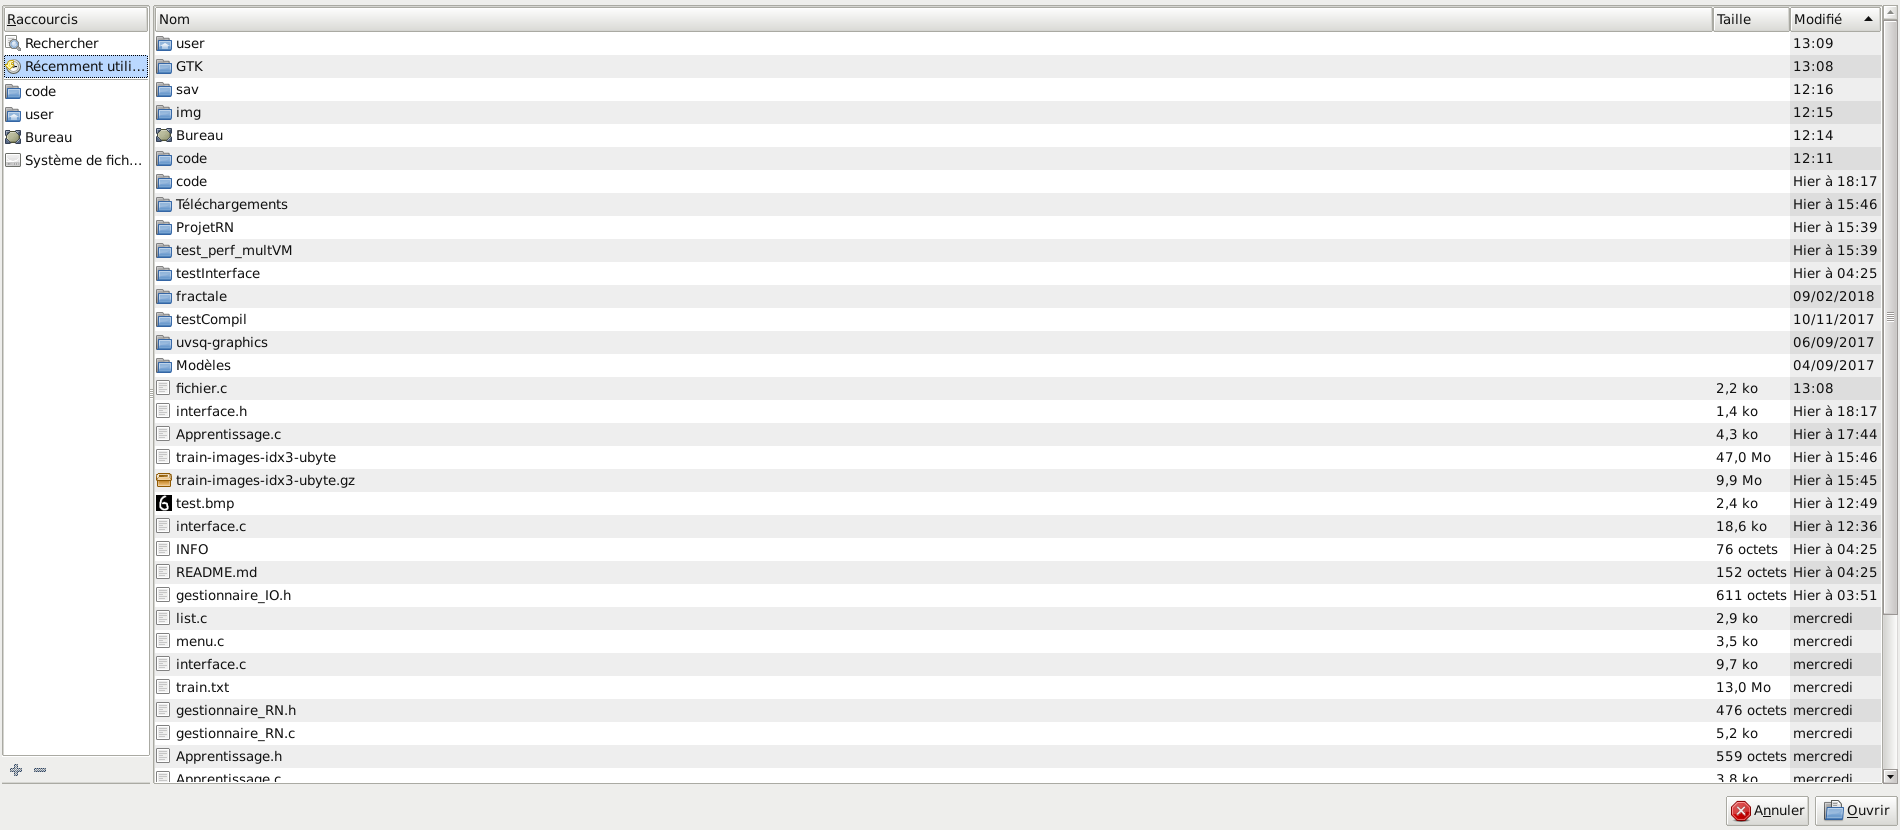 Raccourcis
Rechercher
Récemment utili...
code
user
Bureau
Système de fich...
Nom Taille Modifié
user 13:09
GTK 13:08
sav 12:16
img 12:15
Bureau 12:14
code 12:11
code Hier à 18:17
Téléchargements Hier à 15:46
ProjetRN Hier à 15:39
test_perf_multVM Hier à 15:39
testInterface Hier à 04:25
fractale 09/02/2018
testCompil 10/11/2017
uvsq-graphics 06/09/2017
Modèles 04/09/2017
fichier.c 2,2 ko 13:08
interface.h 1,4 ko Hier à 18:17
Apprentissage.c 4,3 ko Hier à 17:44
train-images-idx3-ubyte 47,0 Mo Hier à 15:46
train-images-idx3-ubyte.gz 9,9 Mo Hier à 15:45
test.bmp 2,4 ko Hier à 12:49
interface.c 18,6 ko Hier à 12:36
INFO 76 octets Hier à 04:25
README.md 152 octets Hier à 04:25
gestionnaire_IO.h 611 octets Hier à 03:51
list.c 2,9 ko mercredi
menu.c 3,5 ko mercredi
interface.c 9,7 ko mercredi
train.txt 13,0 Mo mercredi
gestionnaire_RN.h 476 octets mercredi
gestionnaire_RN.c 5,2 ko mercredi
Apprentissage.h 559 octets mercredi
Apprentissage.c 3,8 ko mercredi
Annuler Ouvrir